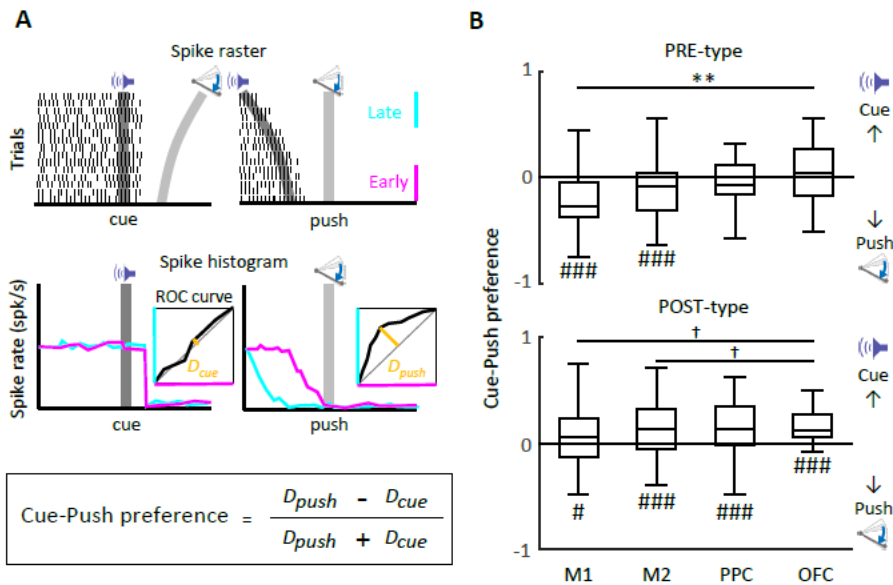 A
Spike raster
Trials
Late
Early
cue
push
Spike histogram
Spike rate (spk/s)
ROC curve
Dcue
Dpush
cue
push
Cue-Push preference = Dpush - Dcue
Dpush + Dcue
B
PRE-type
Cue-Push preference
1
**
0
### ###
-1
Cue
↑
↓
Push
POST-type
1
†
†
0
# ### ### ###
-1
Cue
↑
↓
Push
M1 M2 PPC OFC